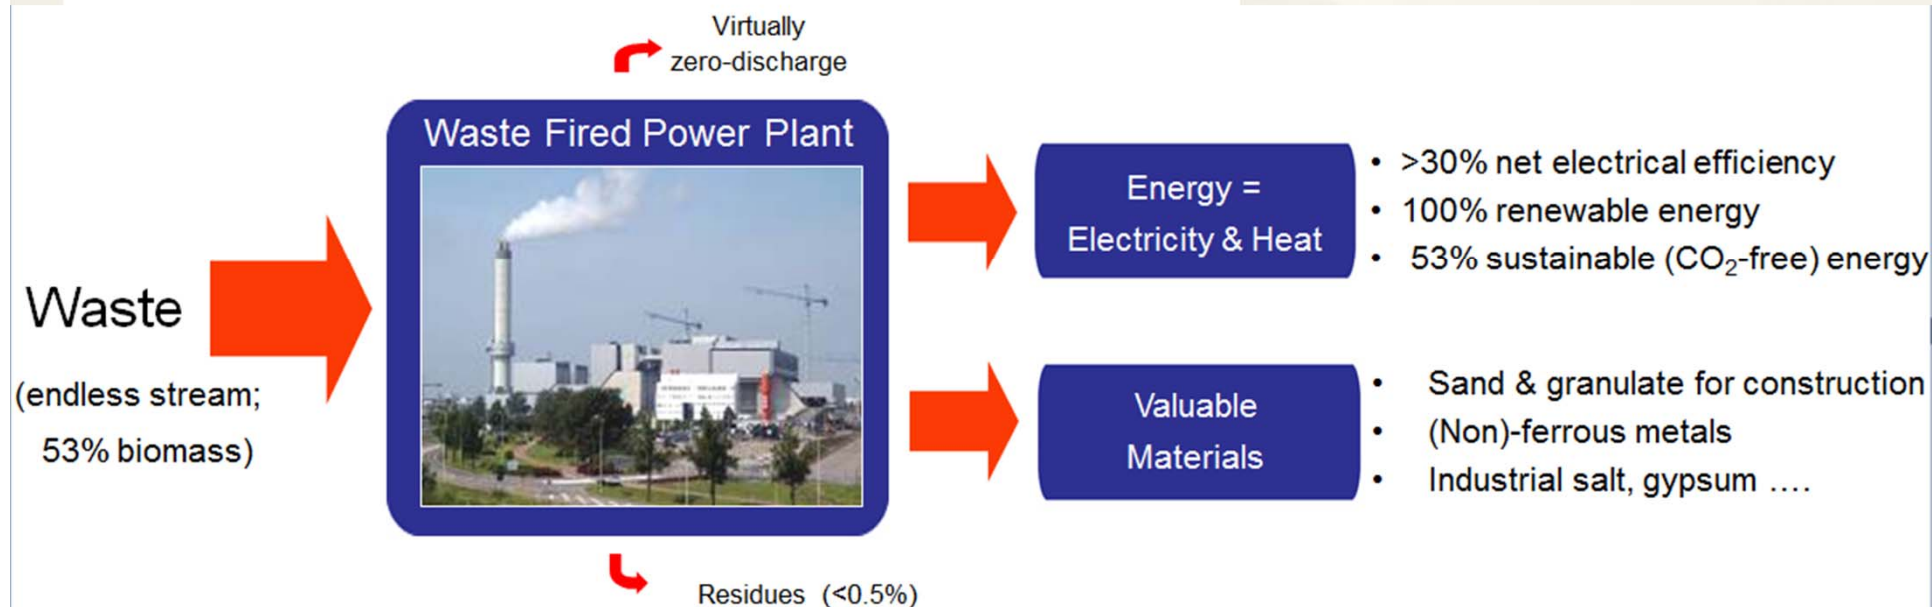 Virtually
zero-discharge
Waste Fired Power Plant
Waste
(endless stream;
53% biomass)
Energy =
Electricity & Heat
• >30% net electrical efficiency
• 100% renewable energy
• 53% sustainable (CO₂-free) energy
Valuable
Materials
• Sand & granulate for construction
• (Non)-ferrous metals
• Industrial salt, gypsum ....
Residues (<0.5%)